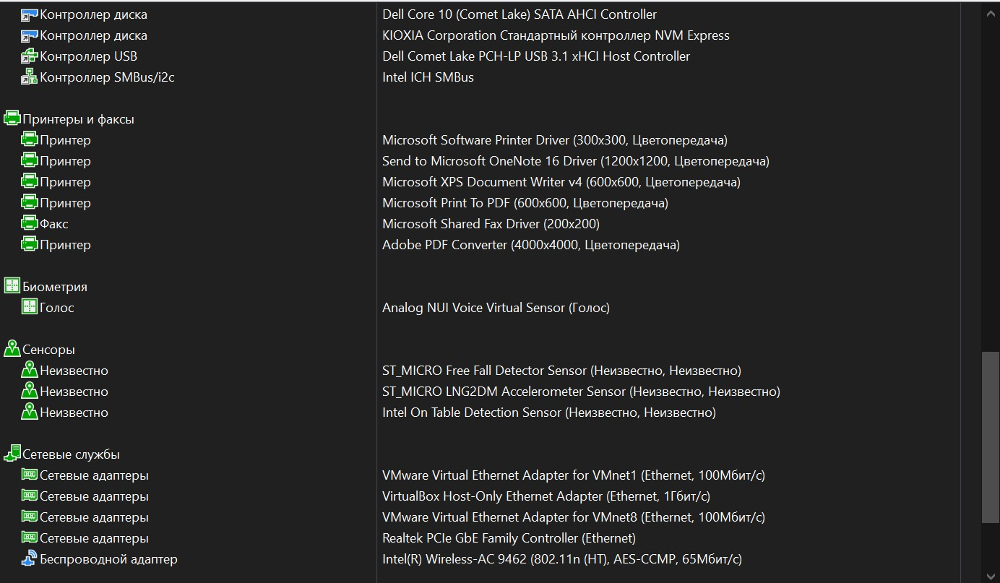 Контроллер диска Dell Core 10 (Comet Lake) SATA AHCI Controller
Контроллер диска KIOXIA Corporation Стандартный контроллер NVM Express
Контроллер USB Dell Comet Lake PCH-LP USB 3.1 xHCI Host Controller
Контроллер SMBus/i2c Intel ICH SMBus
Принтеры и факсы
Принтер Microsoft Software Printer Driver (300x300, Цветопередача)
Принтер Send to Microsoft OneNote 16 Driver (1200x1200, Цветопередача)
Принтер Microsoft XPS Document Writer v4 (600x600, Цветопередача)
Принтер Microsoft Print To PDF (600x600, Цветопередача)
Факс Microsoft Shared Fax Driver (200x200)
Принтер Adobe PDF Converter (4000x4000, Цветопередача)
Биометрия
Голос Analog NUI Voice Virtual Sensor (Голос)
Сенсоры
Неизвестно ST_MICRO Free Fall Detector Sensor (Неизвестно, Неизвестно)
Неизвестно ST_MICRO LNG2DM Accelerometer Sensor (Неизвестно, Неизвестно)
Неизвестно Intel On Table Detection Sensor (Неизвестно, Неизвестно)
Сетевые службы
Сетевые адаптеры VMware Virtual Ethernet Adapter for VMnet1 (Ethernet, 100Мбит/с)
Сетевые адаптеры VirtualBox Host-Only Ethernet Adapter (Ethernet, 1Гбит/с)
Сетевые адаптеры VMware Virtual Ethernet Adapter for VMnet8 (Ethernet, 100Мбит/с)
Сетевые адаптеры Realtek PCIe GbE Family Controller (Ethernet)
Беспроводной адаптер Intel(R) Wireless-AC 9462 (802.11n (HT), AES-CCMP, 65Мбит/с)